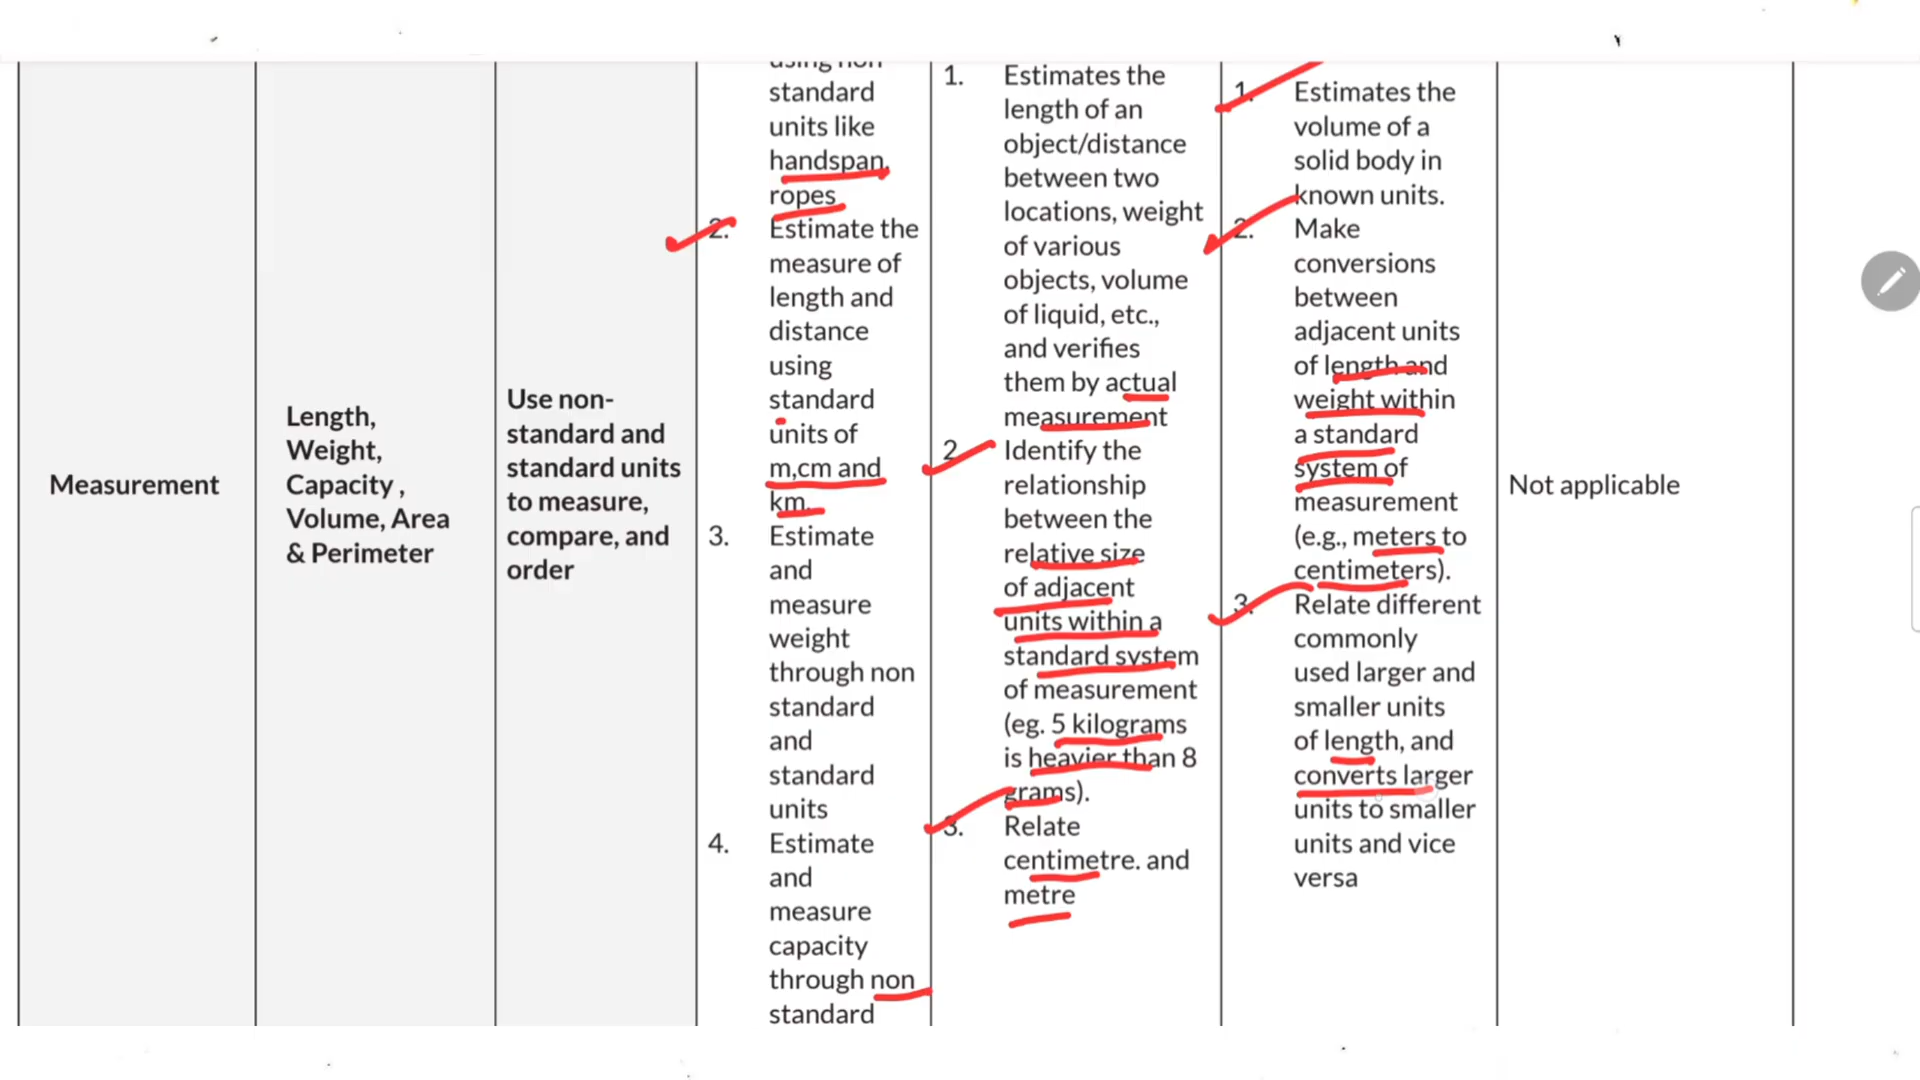 Measurement
Length,
Weight,
Capacity ,
Volume, Area
& Perimeter
Use non-
standard and
standard units
to measure,
compare, and
order
using non
standard
units like
handspan,
ropes
2. Estimate the
measure of
length and
distance
using
standard
units of
m,cm and
km.
3. Estimate
and
measure
weight
through non
standard
and
standard
units
4. Estimate
and
measure
capacity
through non
standard
1. Estimates the
length of an
object/distance
between two
locations, weight
of various
objects, volume
of liquid, etc.,
and verifies
them by actual
measurement
2. Identify the
relationship
between the
relative size
of adjacent
units within a
standard system
of measurement
(eg. 5 kilograms
is heavier than 8
grams).
3. Relate
centimetre. and
metre
1. Estimates the
volume of a
solid body in
known units.
2. Make
conversions
between
adjacent units
of length and
weight within
a standard
system of
measurement
(e.g., meters to
centimeters).
3. Relate different
commonly
used larger and
smaller units
of length, and
converts larger
units to smaller
units and vice
versa
Not applicable